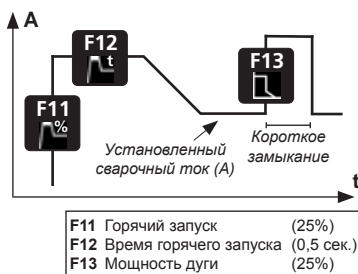 A
F12
t
F13
F11
%
Установленный
сварочный ток (A)
Короткое
замыкание
t
F11 Горячий запуск (25%)
F12 Время горячего запуска (0,5 сек.)
F13 Мощность дуги (25%)